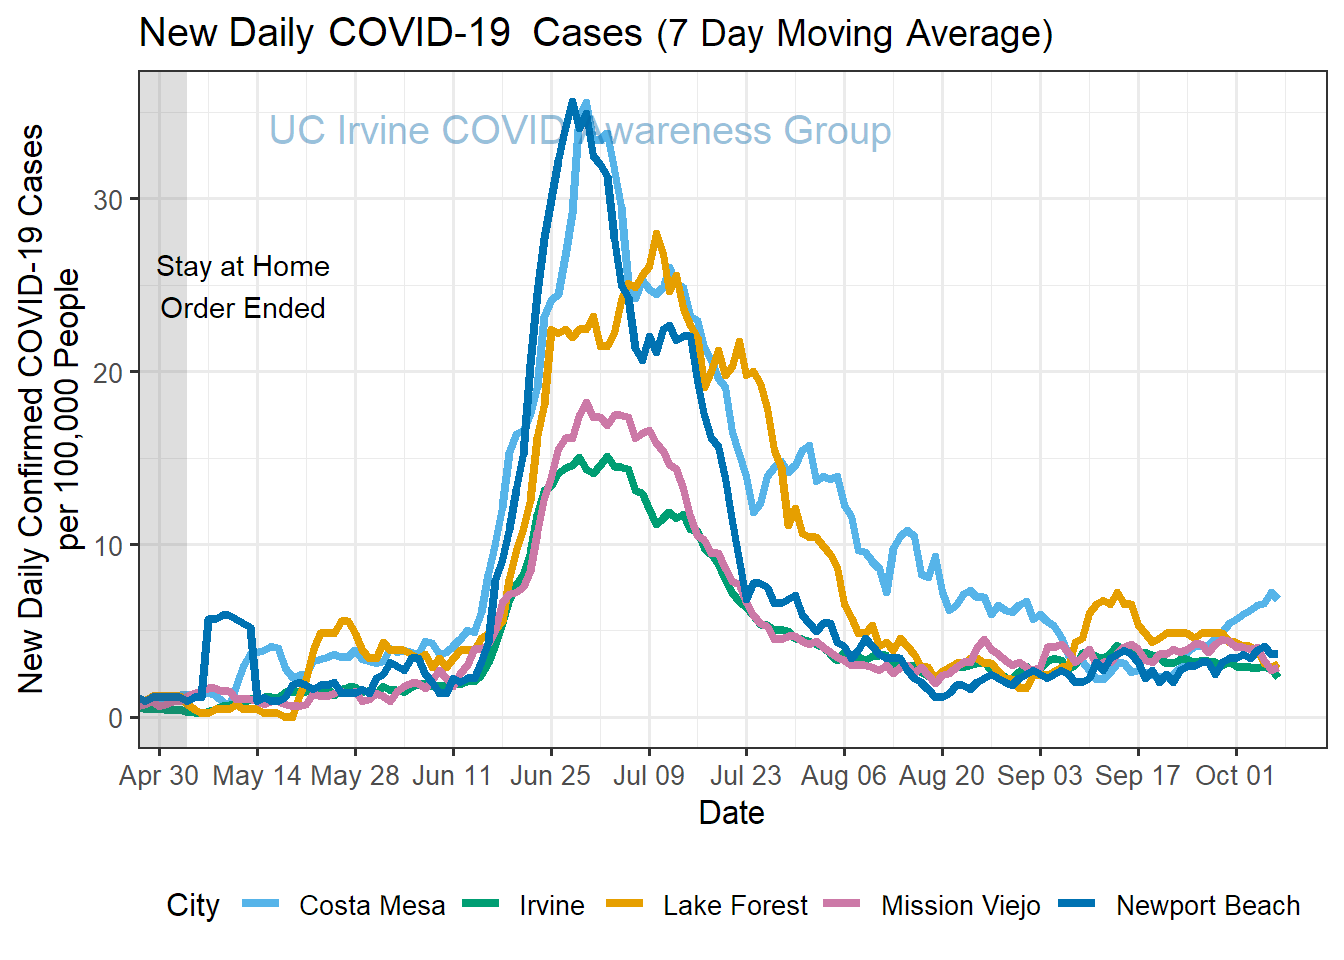 New Daily COVID-19 Cases (7 Day Moving Average)
UC Irvine COVID Awareness Group
Stay at Home
Order Ended
New Daily Confirmed COVID-19 Cases
per 100,000 People
30
20
10
0
Apr 30 May 14 May 28 Jun 11 Jun 25 Jul 09 Jul 23 Aug 06 Aug 20 Sep 03 Sep 17 Oct 01
Date
City Costa Mesa Irvine Lake Forest Mission Viejo Newport Beach